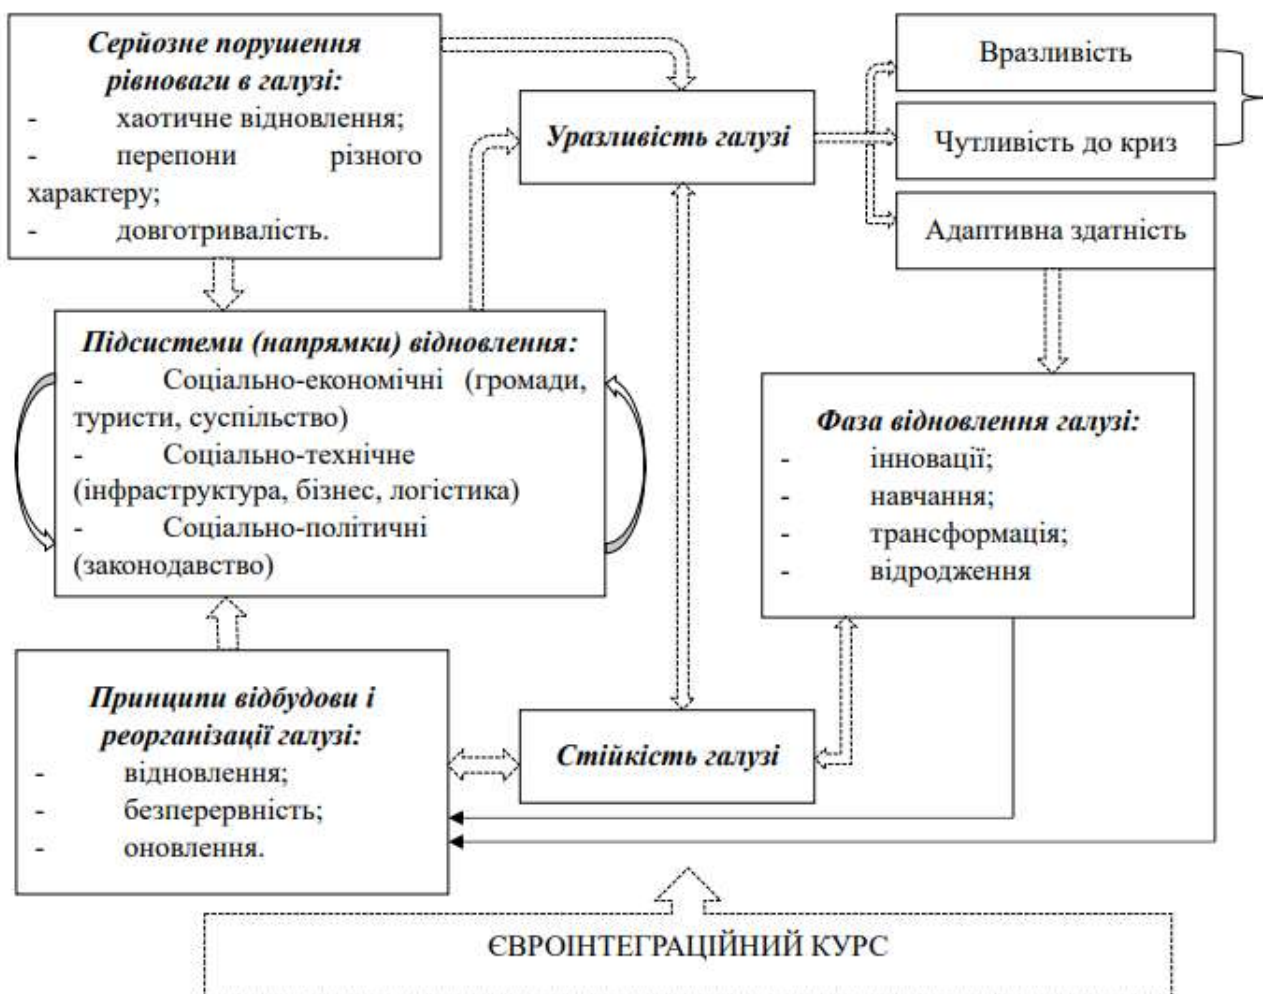 Серйозне порушення
рівноваги в галузі:
- хаотичне відновлення;
- перепони різного
характеру;
- довготривалість.
Уразливість галузі
Вразливість
Чутливість до криз
Адаптивна здатність
Підсистеми (напрямки) відновлення:
- Соціально-економічні (громади,
туристи, суспільство)
- Соціально-технічне
(інфраструктура, бізнес, логістика)
- Соціально-політичні
(законодавство)
Фаза відновлення галузі:
- інновації;
- навчання;
- трансформація;
- відродження
Принципи відбудови і
реорганізації галузі:
- відновлення;
- безперервність;
- оновлення.
Стійкість галузі
ЄВРОІНТЕГРАЦІЙНИЙ КУРС